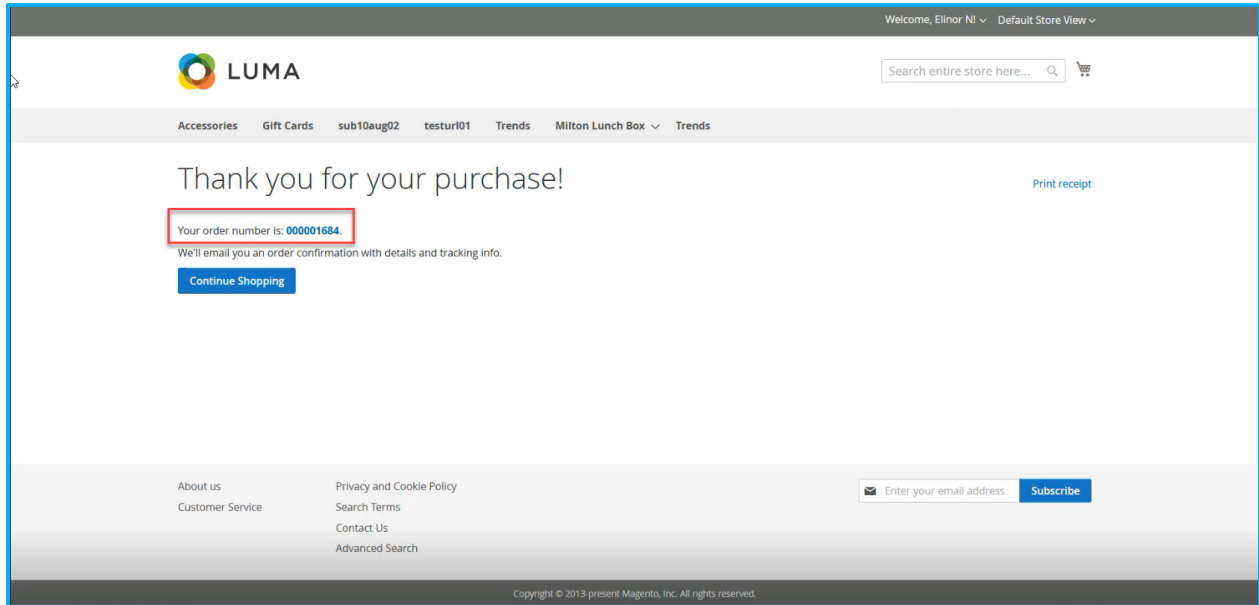 Welcome, Elinor N! Default Store View
LUMA
Search entire store here...
Accessories Gift Cards sub10aug02 testurl01 Trends Milton Lunch Box Trends
Thank you for your purchase!
Print receipt
Your order number is: 000001684.
We'll email you an order confirmation with details and tracking info.
Continue Shopping
About us Privacy and Cookie Policy
Enter your email address Subscribe
Customer Service Search Terms
Contact Us
Advanced Search
Copyright © 2013-present Magento, Inc. All rights reserved.